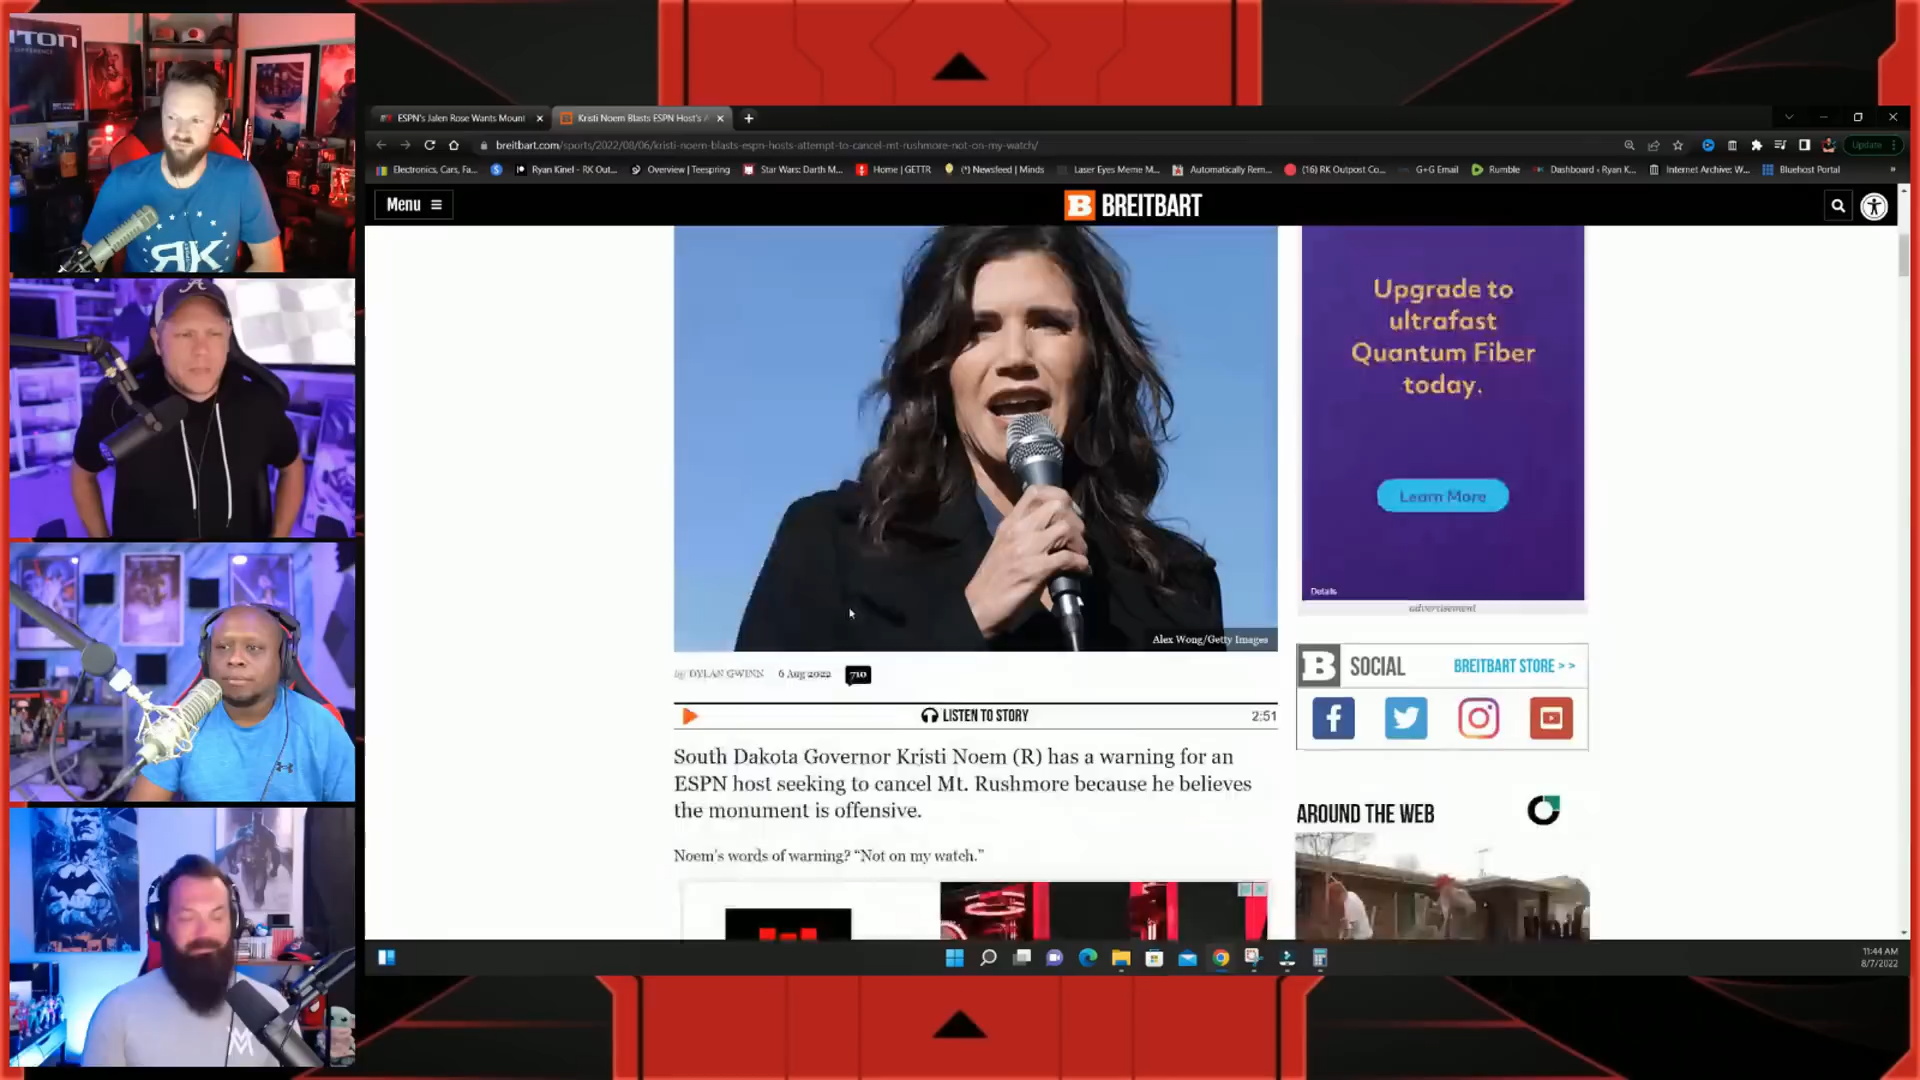 ITON
RK
A
ESPN's Jalen Rose Wants Mount
Kristi Noem Blasts ESPN Host's A
breitbart.com/sports/2022/08/06/kristi-noem-blasts-espn-hosts-attempt-to-cancel-mt-rushmore-not-on-my-watch/
Update
Electronics, Cars, Fa...
Ryan Kinel - RK Out...
Overview | Teespring
Star Wars: Darth M...
Home | GETTR
(*) Newsfeed | Minds
Laser Eyes Meme M...
Automatically Rem...
(16) RK Outpost Co...
G+G Email
Rumble
Dashboard ‹ Ryan K...
Internet Archive: W...
Bluehost Portal
Menu
B BREITBART
Upgrade to
ultrafast
Quantum Fiber
today.
Learn More
Details
advertisement
Alex Wong/Getty Images
by DYLAN GWINN 6 Aug 2022 710
LISTEN TO STORY
2:51
South Dakota Governor Kristi Noem (R) has a warning for an
ESPN host seeking to cancel Mt. Rushmore because he believes
the monument is offensive.
Noem's words of warning? “Not on my watch.”
B SOCIAL
BREITBART STORE > >
AROUND THE WEB
11:44 AM
8/7/2022